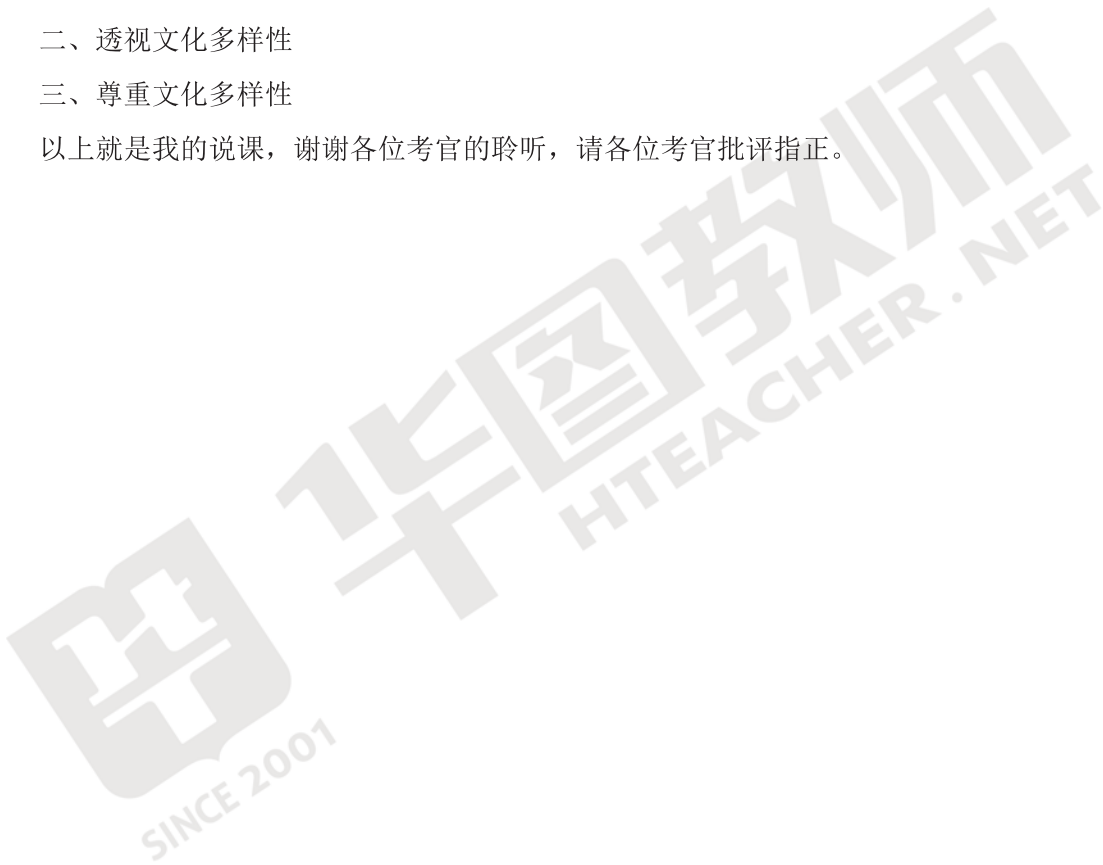 二、透视文化多样性
三、尊重文化多样性
以上就是我的说课，谢谢各位考官的聆听，请各位考官批评指正。
华图教师
HTEACHER.NET
SINCE 2001